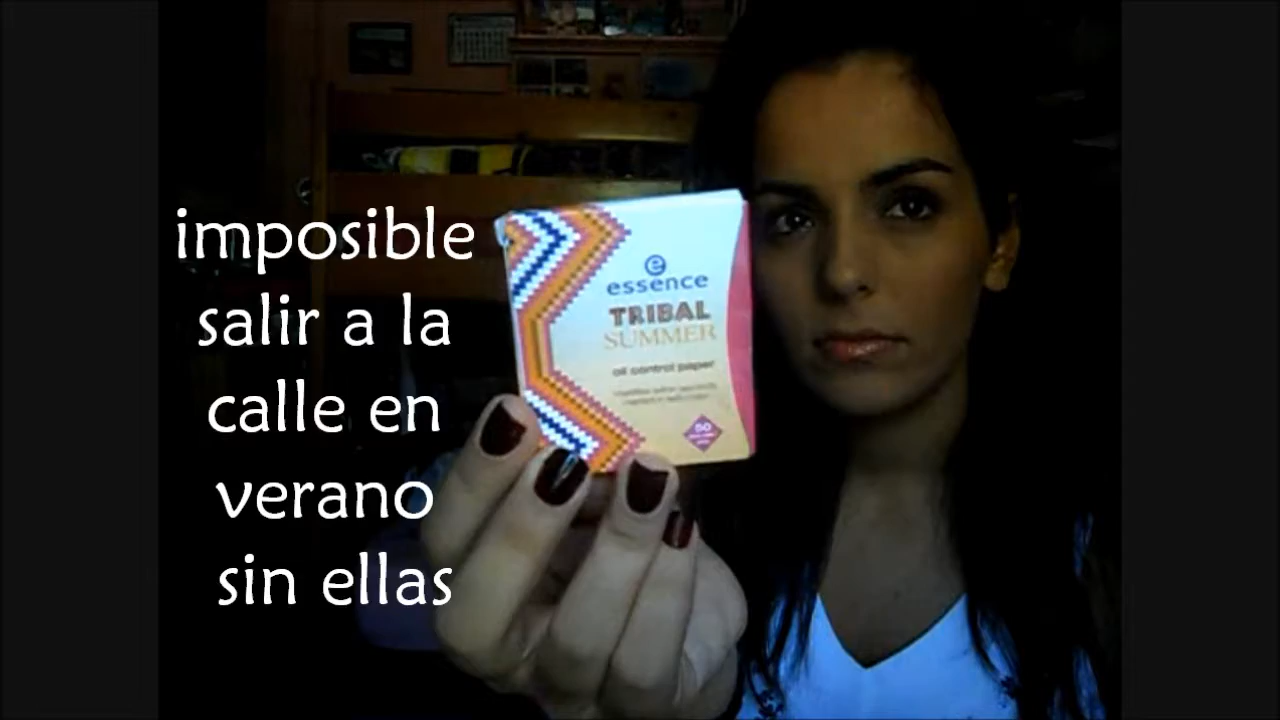 imposible
salir a la
calle en
verano
sin ellas
e
essence
TRIBAL
SUMMER
oil control paper
50